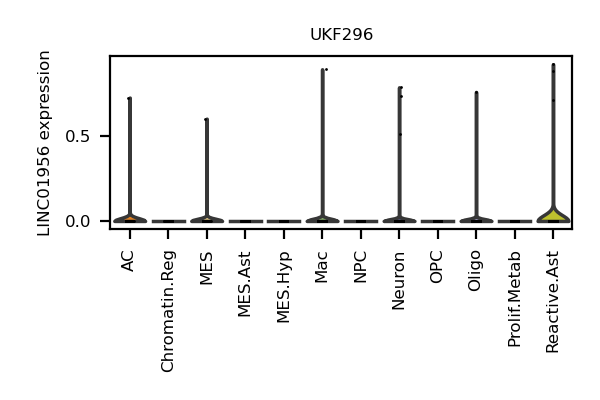 UKF296
LINC01956 expression
0.5
0.0
AC
Chromatin.Reg
MES
MES.Ast
MES.Hyp
Mac
NPC
Neuron
OPC
Oligo
Prolif.Metab
Reactive.Ast